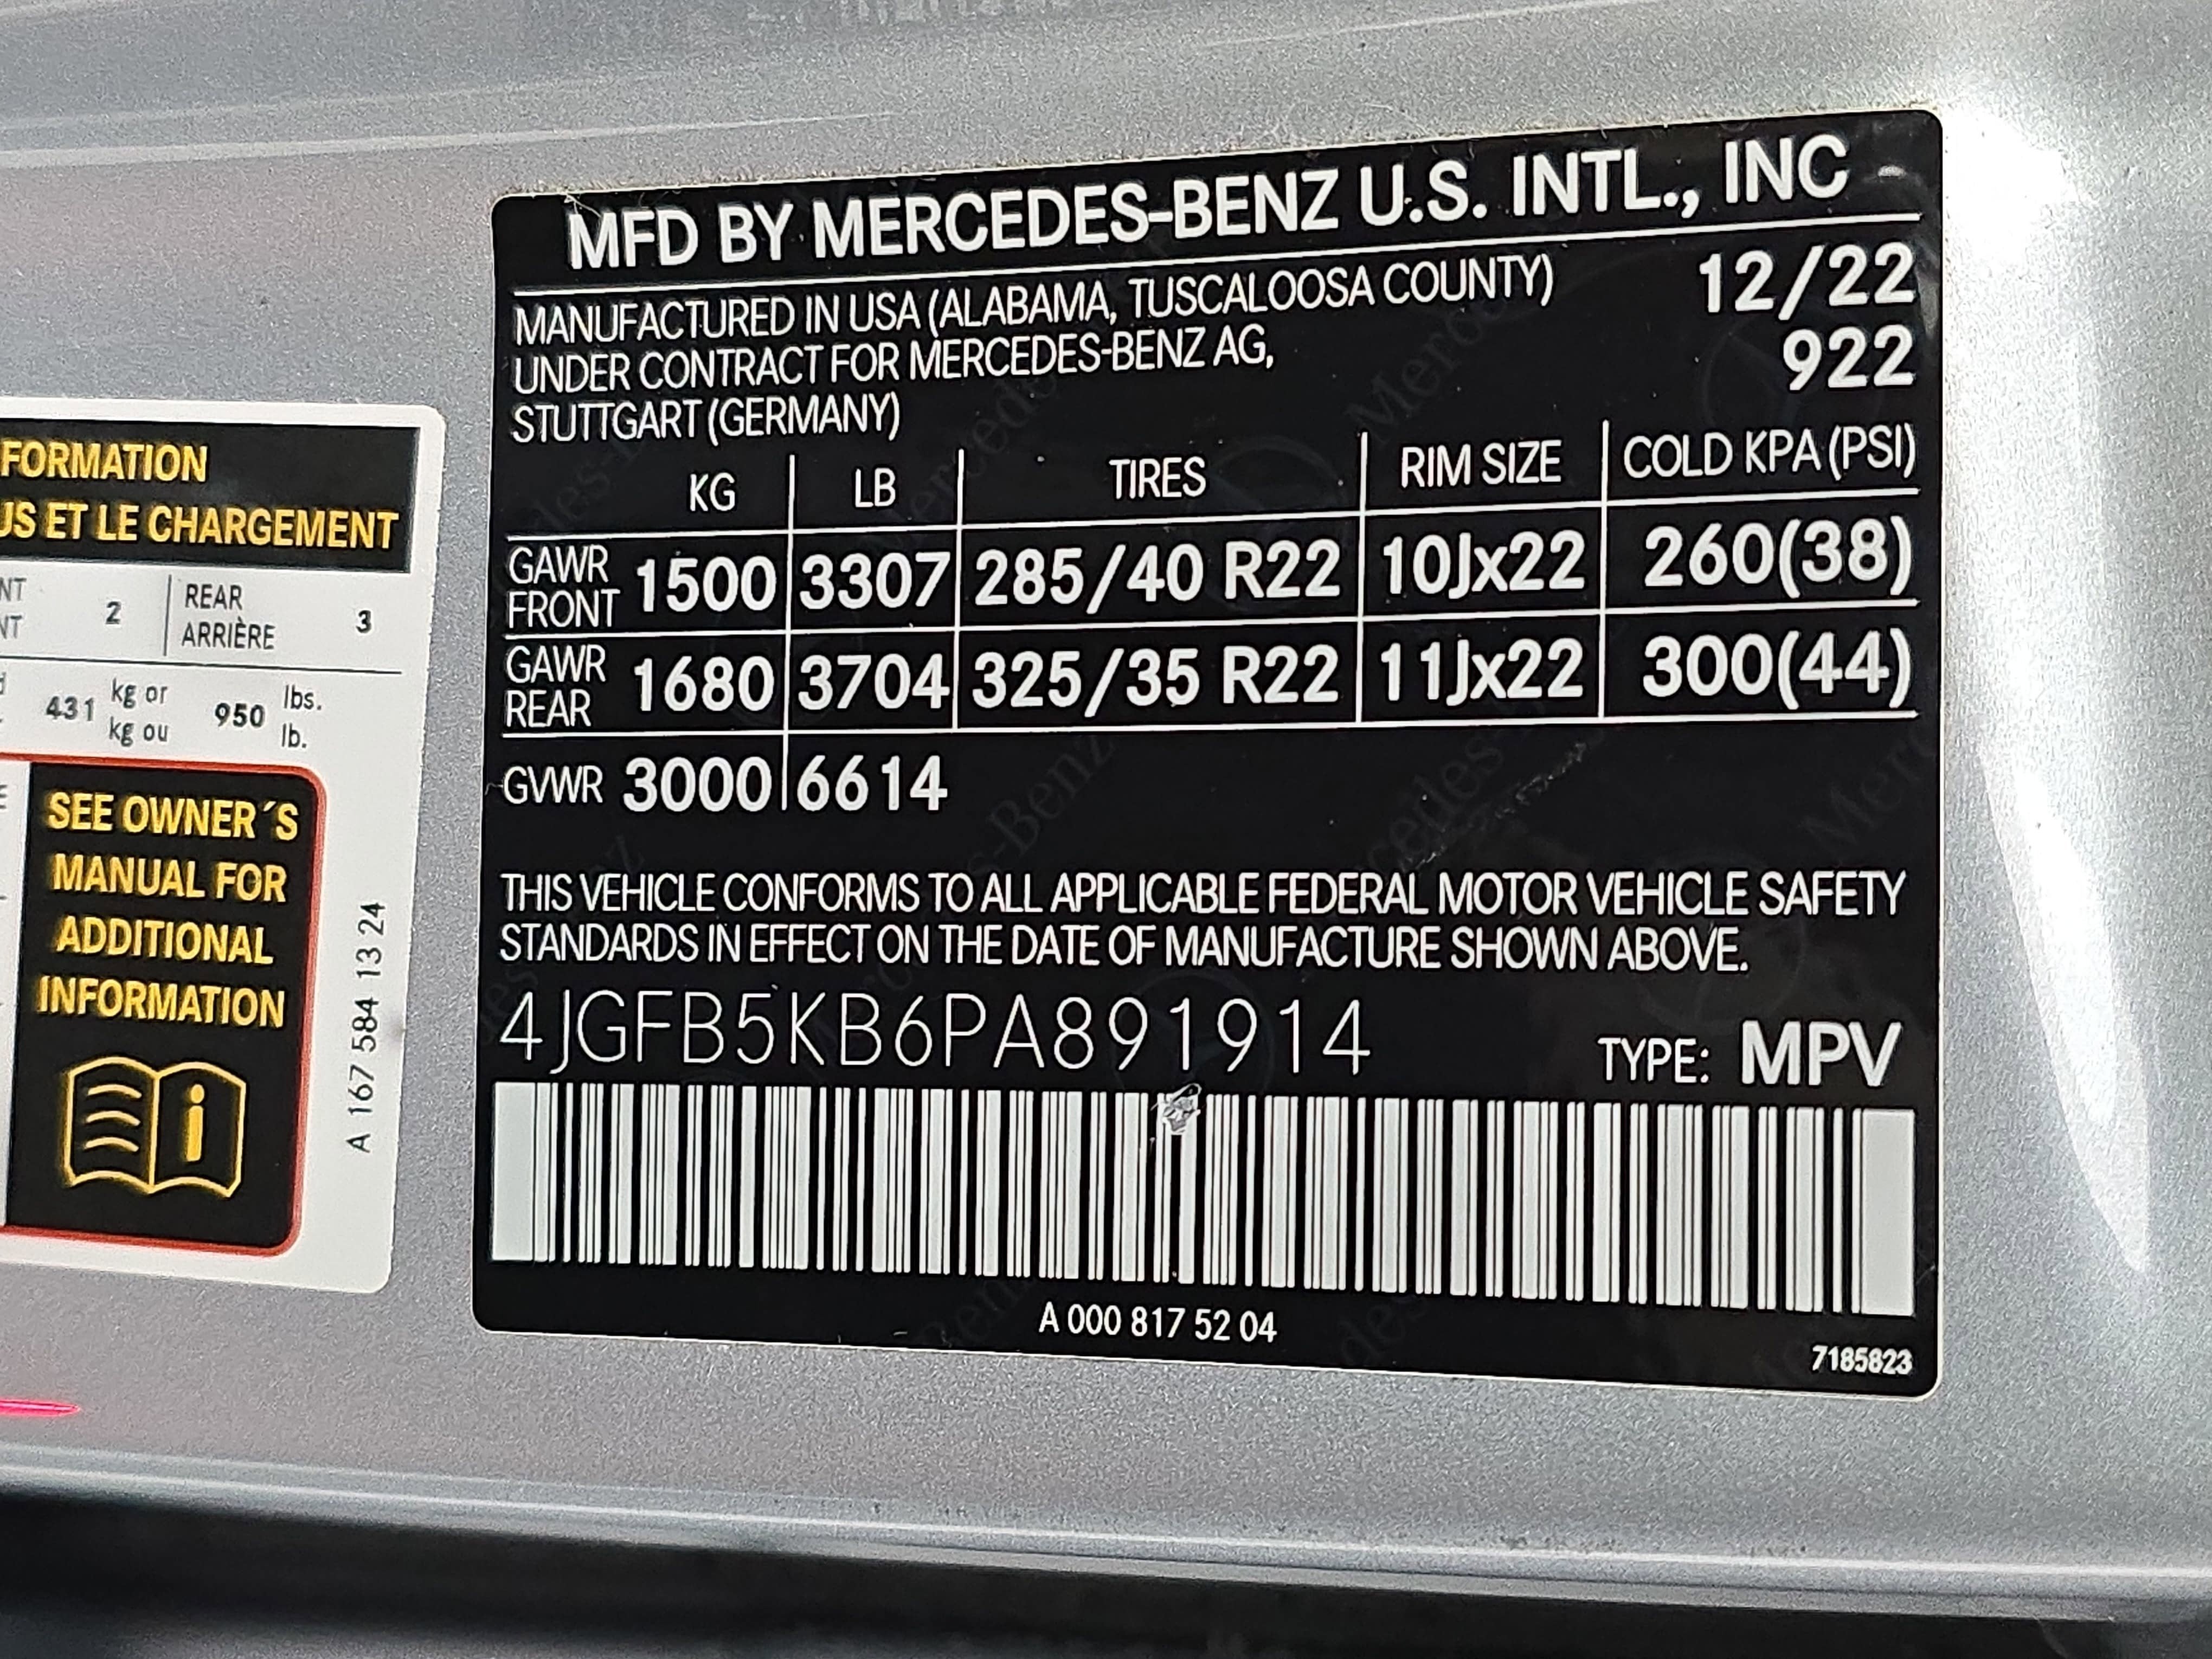 FORMATION
US ET LE CHARGEMENT
NT 2 REAR 3
NT ARRIÈRE
431 kg or 950 lbs.
kg ou lb.
SEE OWNER´S
MANUAL FOR
ADDITIONAL
INFORMATION
i
A 167 584 13 24
MFD BY MERCEDES-BENZ U.S. INTL., INC
MANUFACTURED IN USA (ALABAMA, TUSCALOOSA COUNTY) 12/22
UNDER CONTRACT FOR MERCEDES-BENZ AG, 922
STUTTGART (GERMANY)
KG LB TIRES RIM SIZE COLD KPA (PSI)
GAWR FRONT 1500 3307 285/40 R22 10Jx22 260(38)
GAWR REAR 1680 3704 325/35 R22 11Jx22 300(44)
GVWR 3000 6614
THIS VEHICLE CONFORMS TO ALL APPLICABLE FEDERAL MOTOR VEHICLE SAFETY
STANDARDS IN EFFECT ON THE DATE OF MANUFACTURE SHOWN ABOVE.
4JGFB5KB6PA891914 TYPE: MPV
A 000 817 52 04
7185823